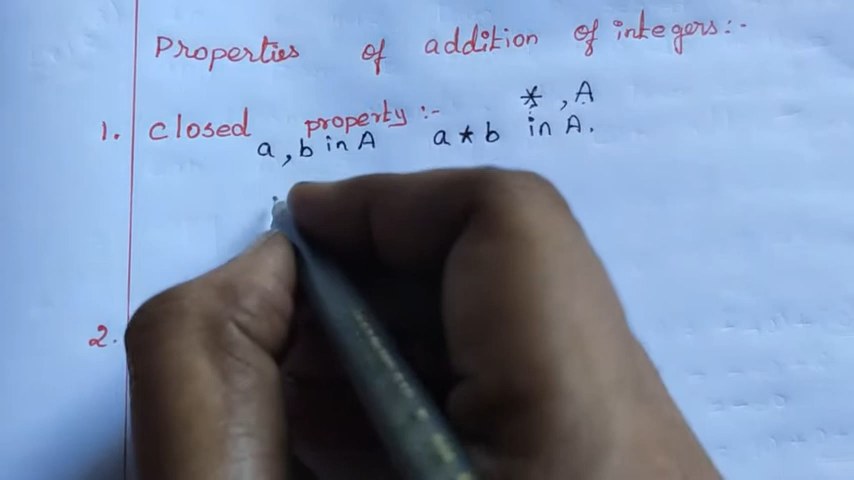 Properties of addition of integers:-
* , A
1. closed property :-
a , b in A a * b in A.
2.